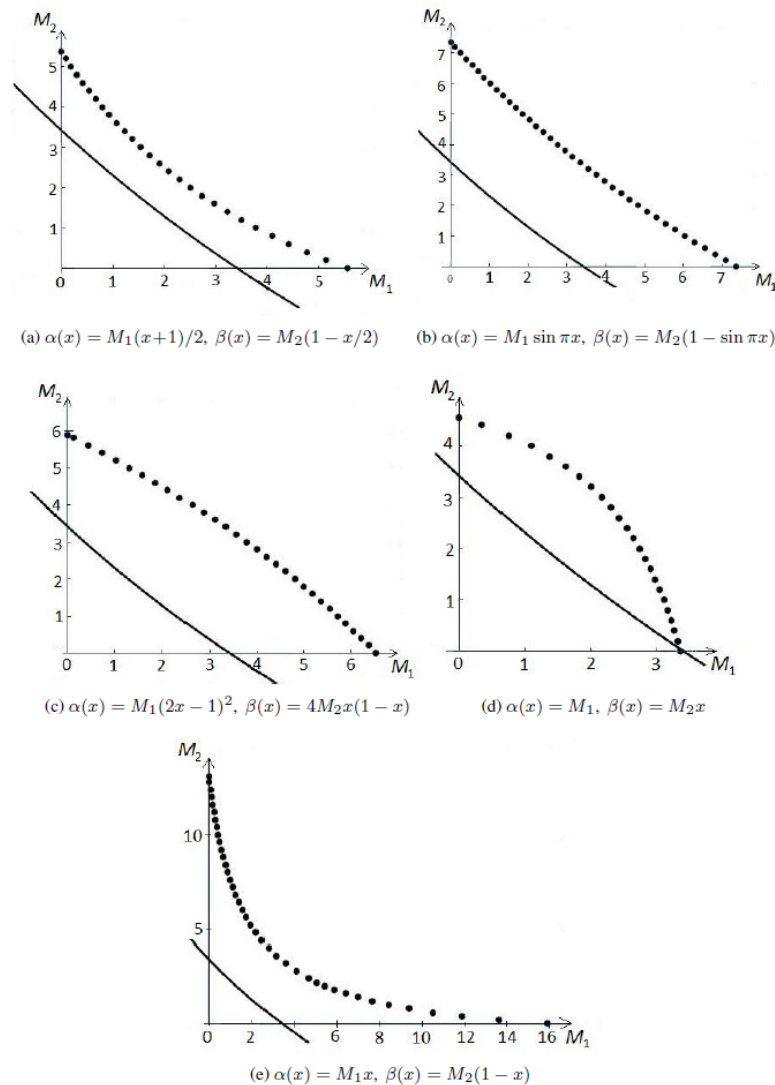 M₂
5
4
3
2
1
0 1 2 3 4 5 M₁
(a) α(x) = M₁(x+1)/2, β(x) = M₂(1 − x/2)
M₂
7
6
5
4
3
2
1
0 1 2 3 4 5 6 7 M₁
(b) α(x) = M₁ sin πx, β(x) = M₂(1 − sin πx)
M₂
6
5
4
3
2
1
0 1 2 3 4 5 6 M₁
(c) α(x) = M₁(2x − 1)², β(x) = 4M₂x(1 − x)
M₂
4
3
2
1
0 1 2 3 M₁
(d) α(x) = M₁, β(x) = M₂x
M₂
10
5
0 2 4 6 8 10 12 14 16 M₁
(e) α(x) = M₁x, β(x) = M₂(1 − x)